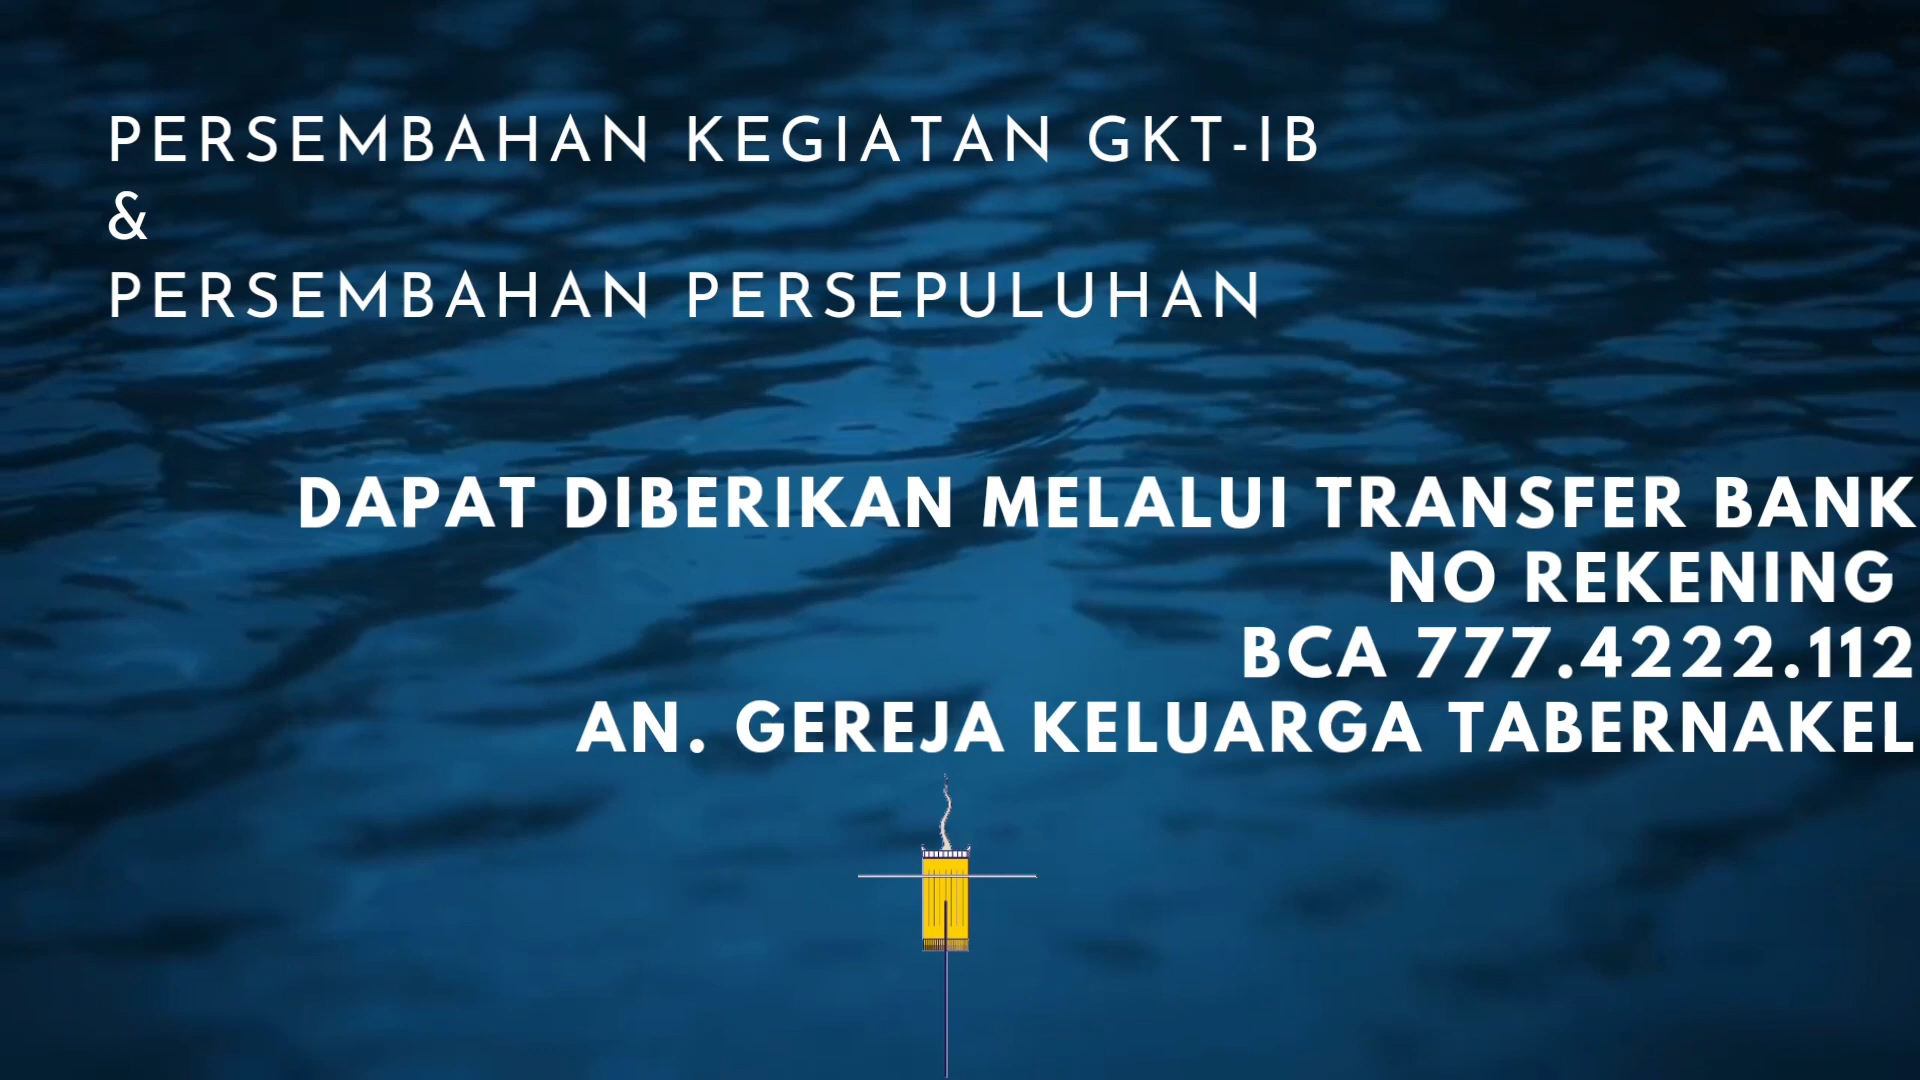 PERSEMBAHAN KEGIATAN GKT-IB
&
PERSEMBAHAN PERSEPULUHAN
DAPAT DIBERIKAN MELALUI TRANSFER BANK
NO REKENING
BCA 777.4222.112
AN. GEREJA KELUARGA TABERNAKEL